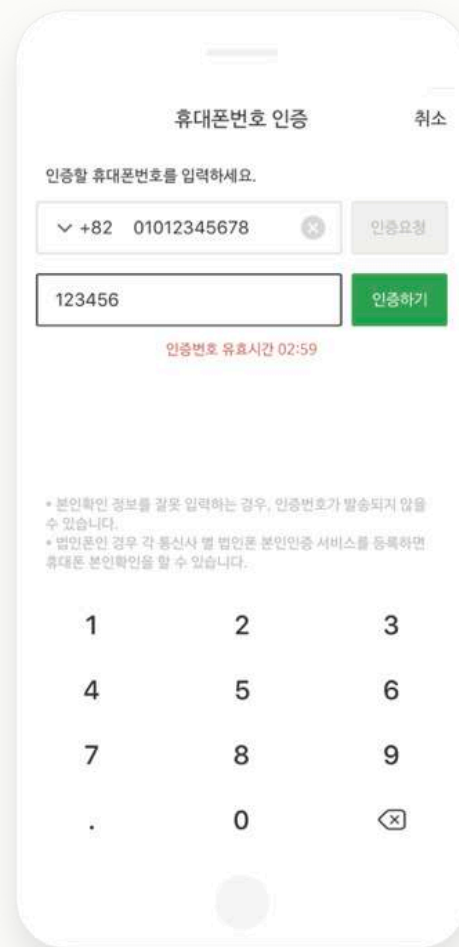 휴대폰번호 인증 취소
인증할 휴대폰번호를 입력하세요.
+82 01012345678 인증요청
123456 인증하기
인증번호 유효시간 02:59
* 본인확인 정보를 잘못 입력하는 경우, 인증번호가 발송되지 않을
수 있습니다.
* 법인폰인 경우 각 통신사 별 법인폰 본인인증 서비스를 등록하면
휴대폰 본인확인을 할 수 있습니다.
1 2 3
4 5 6
7 8 9
. 0